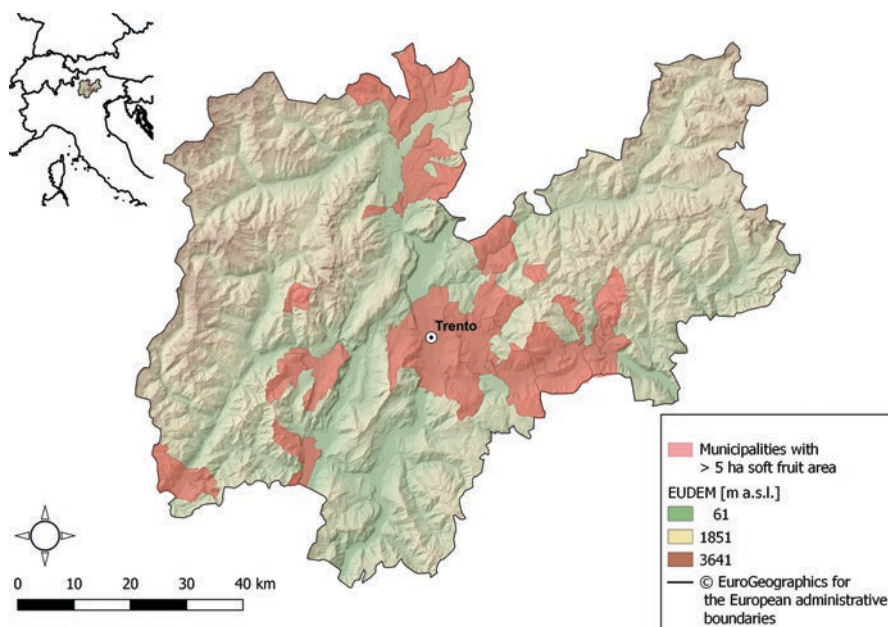 Trento
Municipalities with
> 5 ha soft fruit area
EUDEM [m a.s.l.]
61
1851
3641
© EuroGeographics for
the European administrative
boundaries
0 10 20 30 40 km